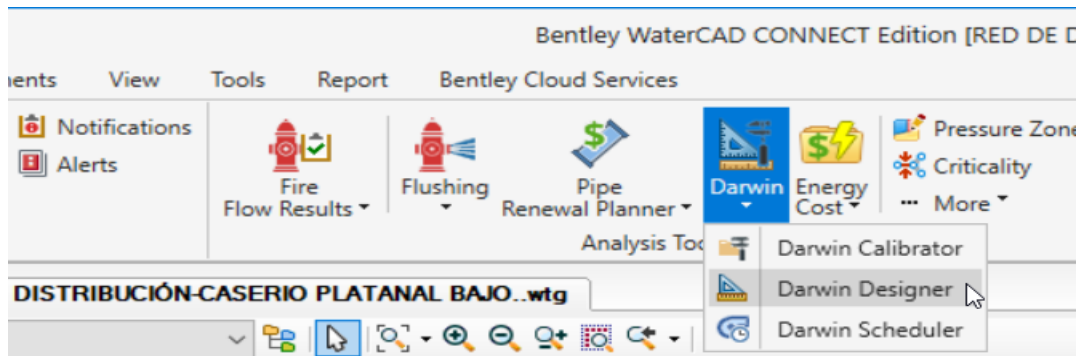 Bentley WaterCAD CONNECT Edition [RED DE D
ents View Tools Report Bentley Cloud Services
Notifications
Alerts
Fire
Flow Results
Flushing
Pipe
Renewal Planner
Darwin
Energy
Cost
Pressure Zone
Criticality
More
Analysis Too
Darwin Calibrator
Darwin Designer
Darwin Scheduler
DISTRIBUCIÓN-CASERIO PLATANAL BAJO..wtg